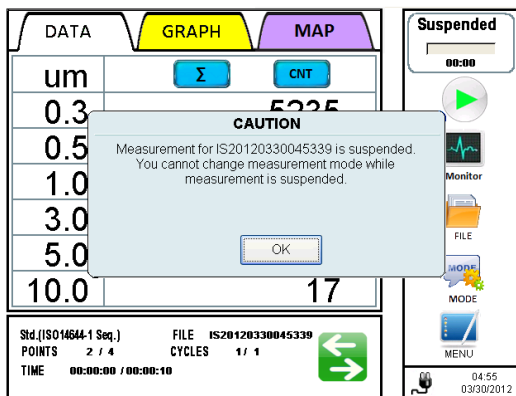 DATA
GRAPH
MAP
um
Σ
CNT
0.3
0.5
1.0
3.0
5.0
10.0
17
CAUTION
Measurement for IS20120330045339 is suspended.
You cannot change measurement mode while
measurement is suspended.
OK
Std.(ISO14644-1 Seq.)
FILE IS20120330045339
POINTS 2 / 4
CYCLES 1/ 1
TIME 00:00:00 / 00:00:10
Suspended
00:00
Monitor
FILE
MODE
MODE
MENU
04:55
03/30/2012